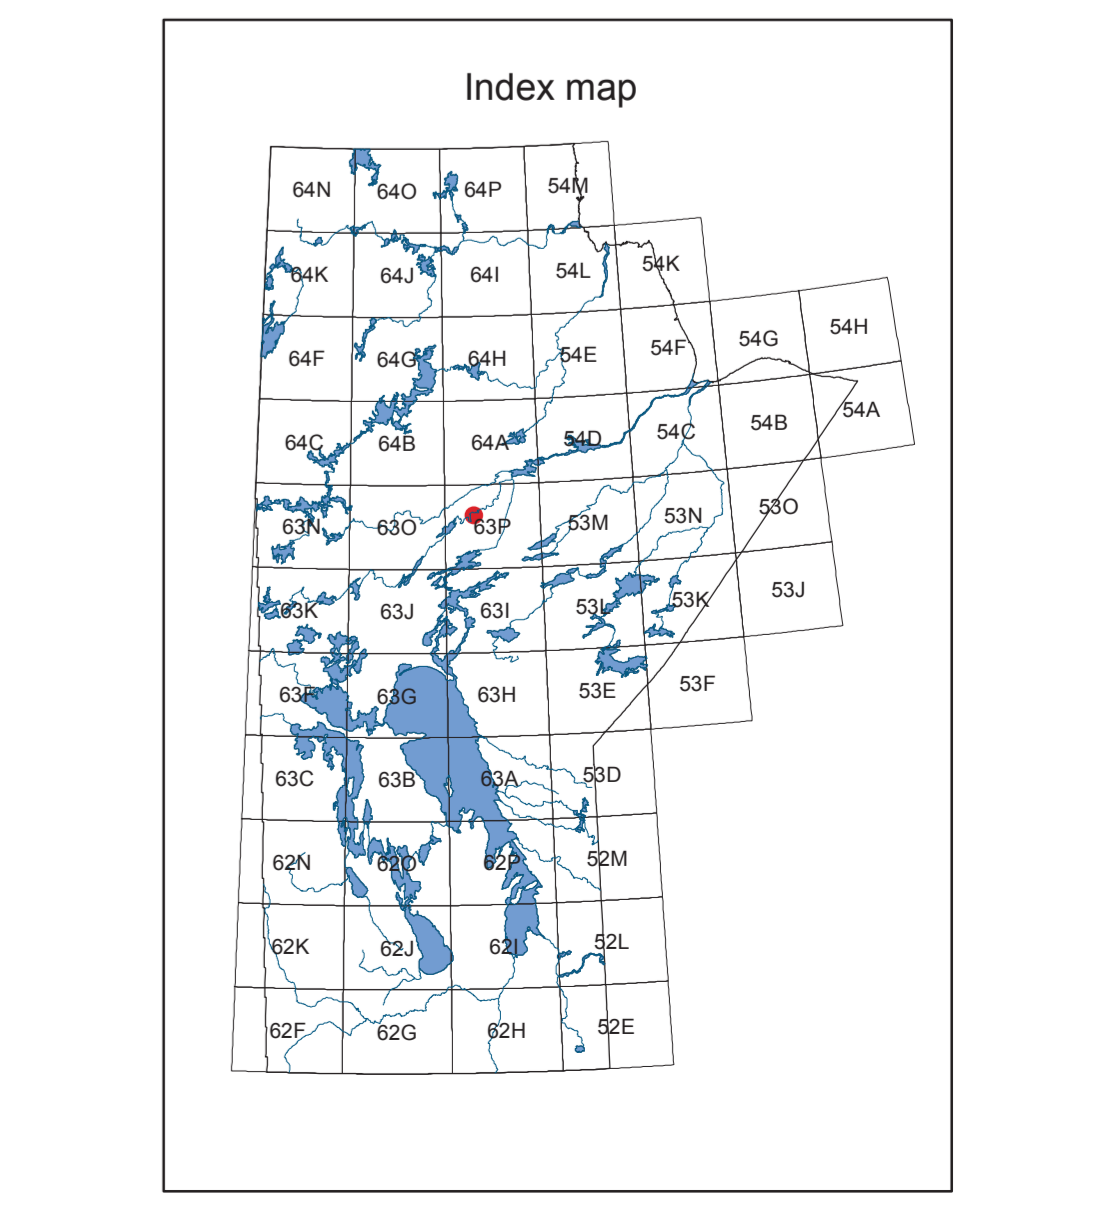 Index map
64N 64O 64P 54M
64K 64J 64I 54L 54K
64F 64G 64H 54E 54F 54G 54H
64C 64B 64A 54D 54C 54B 54A
63N 63O 63P 53M 53N 53O
63K 63J 63I 53L 53K 53J
63F 63G 63H 53E 53F
63C 63B 63A 53D
62N 62O 62P 52M
62K 62J 62I 52L
62F 62G 62H 52E